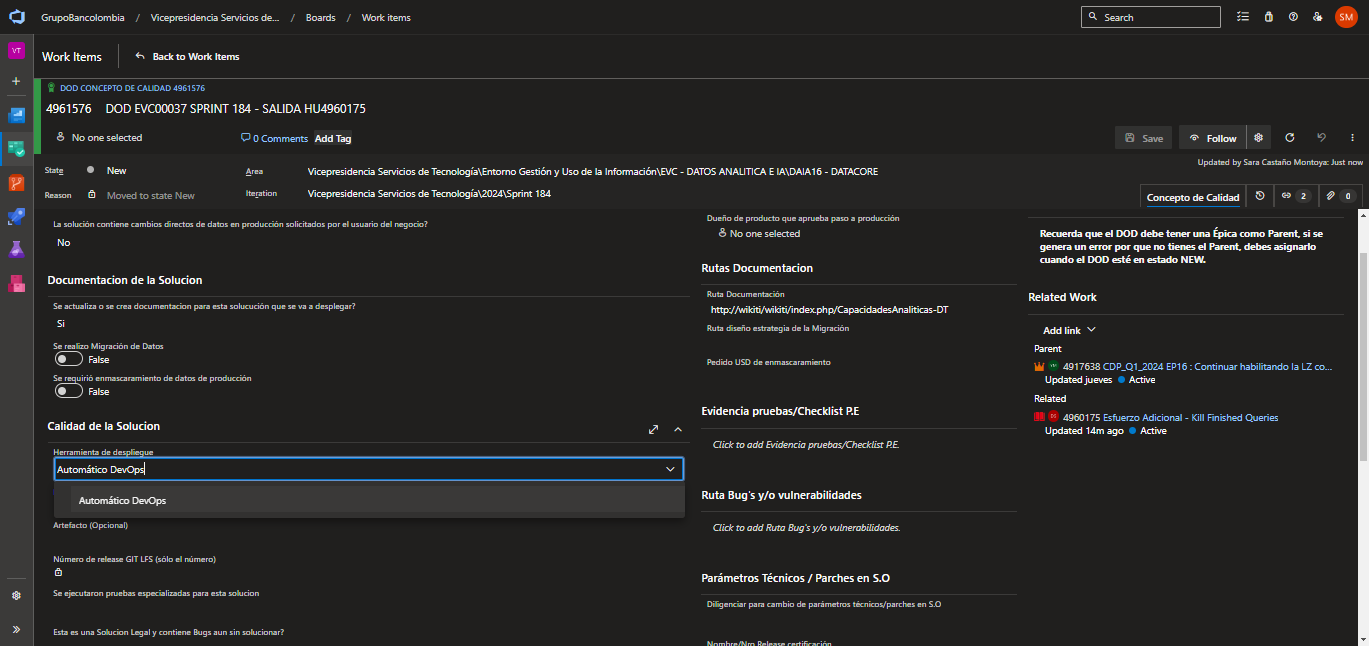 GrupoBancolombia / Vicepresidencia Servicios de... / Boards / Work items
Search
SM
VT
Work Items
Back to Work Items
DOD CONCEPTO DE CALIDAD 4961576
4961576 DOD EVC00037 SPRINT 184 - SALIDA HU4960175
No one selected
0 Comments
Add Tag
Save
Follow
Updated by Sara Castaño Montoya: Just now
State
New
Area
Vicepresidencia Servicios de Tecnología\Entorno Gestión y Uso de la Información\EVC - DATOS ANALITICA E IA\DAIA16 - DATACORE
Reason
Moved to state New
Iteration
Vicepresidencia Servicios de Tecnología\2024\Sprint 184
Concepto de Calidad
2
0
La solución contiene cambios directos de datos en producción solicitados por el usuario del negocio?
No
Documentacion de la Solucion
Se actualiza o se crea documentacion para esta solucución que se va a desplegar?
Si
Se realizo Migración de Datos
False
Se requirió enmascaramiento de datos de producción
False
Calidad de la Solucion
Herramienta de despliegue
Automático DevOps
Automático DevOps
Artefacto (Opcional)
Número de release GIT LFS (sólo el número)
Se ejecutaron pruebas especializadas para esta solucion
Esta es una Solucion Legal y contiene Bugs aun sin solucionar?
Dueño de producto que aprueba paso a producción
No one selected
Rutas Documentacion
Ruta Documentación
http://wikiti/wikiti/index.php/CapacidadesAnaliticas-DT
Ruta diseño estrategia de la Migración
Pedido USD de enmascaramiento
Evidencia pruebas/Checklist P.E
Click to add Evidencia pruebas/Checklist P.E.
Ruta Bug's y/o vulnerabilidades
Click to add Ruta Bug's y/o vulnerabilidades.
Parámetros Técnicos / Parches en S.O
Diligenciar para cambio de parámetros técnicos/parches en S.O
Nombre/Nro Release certificación
Recuerda que el DOD debe tener una Épica como Parent, si se
genera un error por que no tienes el Parent, debes asignarlo
cuando el DOD esté en estado NEW.
Related Work
Add link
Parent
4917638 CDP_Q1_2024 EP16 : Continuar habilitando la LZ co...
Updated jueves
Active
Related
4960175 Esfuerzo Adicional - Kill Finished Queries
Updated 14m ago
Active